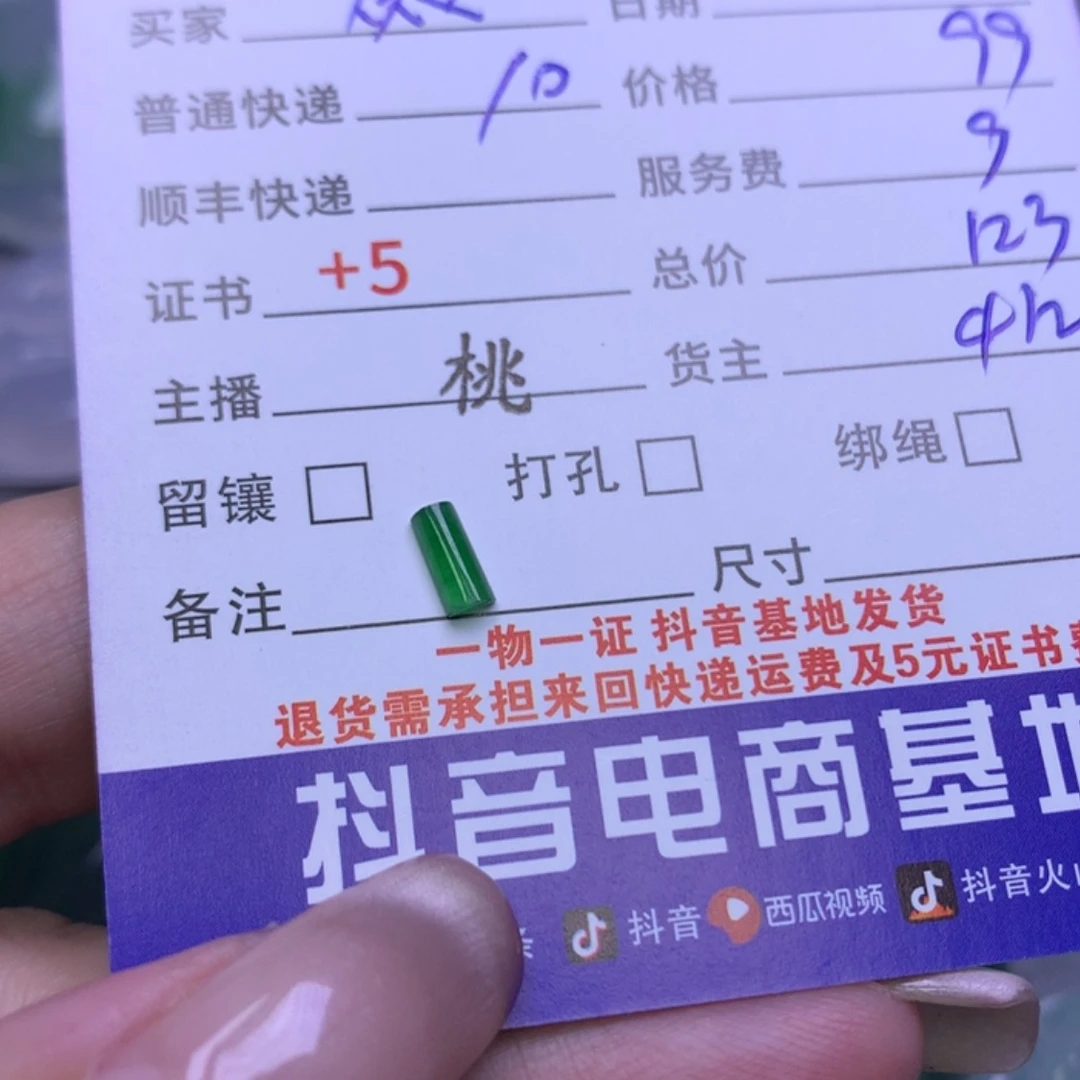 买家 日期
普通快递 10 价格 99
顺丰快递 服务费 9
证书 +5 总价 123
主播 桃 货主
留镶 打孔 绑绳
备注 尺寸
一物一证 抖音基地发货
退货需承担来回快递运费及5元证书费
抖音电商基地
抖音 西瓜视频 抖音火山